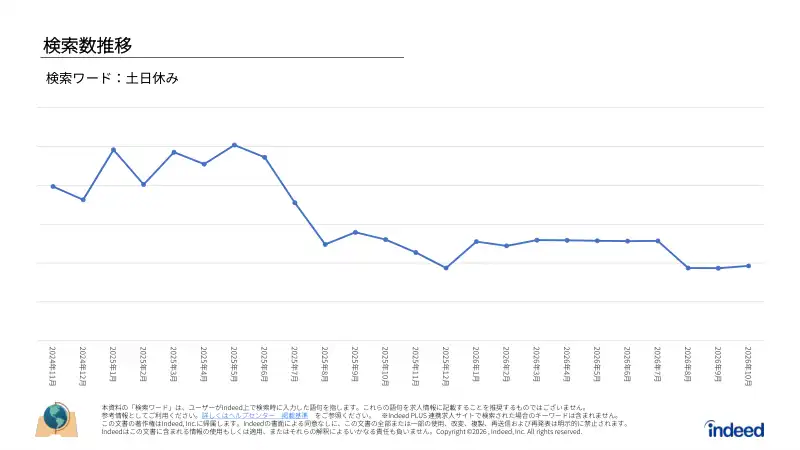 検索数推移
検索ワード：土日休み
2024年11月
2024年12月
2025年1月
2025年2月
2025年3月
2025年4月
2025年5月
2025年6月
2025年7月
2025年8月
2025年9月
2025年10月
2025年11月
2025年12月
2026年1月
2026年2月
2026年3月
2026年4月
2026年5月
2026年6月
2026年7月
2026年8月
2026年9月
2026年10月
本資料の「検索ワード」は、ユーザーがIndeed上で検索時に入力した語句を指します。これらの語句を求人情報に記載することを推奨するものではございません。
参考情報としてご利用ください。詳しくはヘルプセンター　掲載基準　をご参照ください。　※Indeed PLUS 連携求人サイトで検索された場合のキーワードは含まれません。
この文書の著作権はIndeed, Inc.に帰属します。Indeedの書面による同意なしに、この文書の全部または一部の使用、改変、複製、再送信および再発表は明示的に禁止されます。
Indeedはこの文書に含まれる情報の使用もしくは適用、またはそれらの解釈によるいかなる責任も負いません。Copyright ©2026 , Indeed, Inc. All rights reserved.
indeed